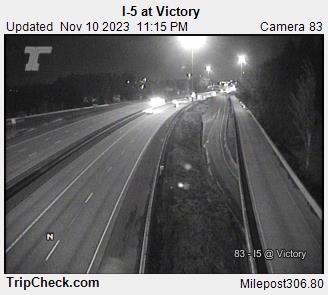 I-5 at Victory
Updated Nov 10 2023 11:15 PM Camera 83
T
N
83 - I5 @ Victory
TripCheck.com Milepost306.80